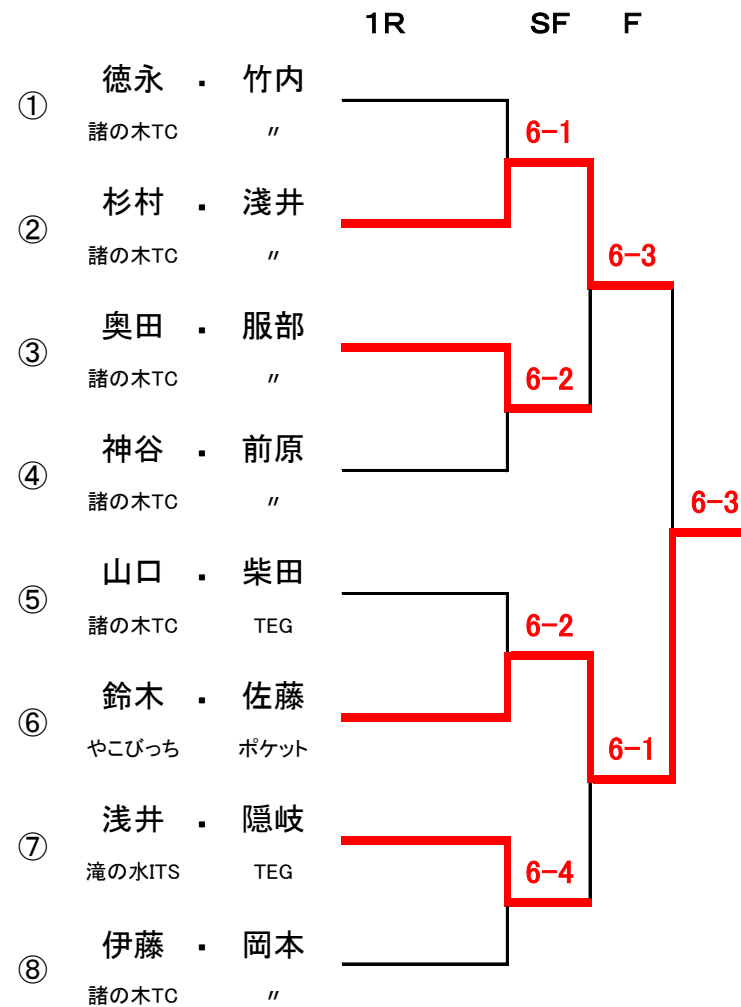 1R SF F
徳永 ・ 竹内
①
諸の木TC 〃
6-1
杉村 ・ 淺井
②
諸の木TC 〃
6-3
奥田 ・ 服部
③
諸の木TC 〃
6-2
神谷 ・ 前原
④
諸の木TC 〃
6-3
山口 ・ 柴田
⑤
諸の木TC TEG
6-2
鈴木 ・ 佐藤
⑥
やこびっち ポケット
6-1
浅井 ・ 隠岐
⑦
滝の水ITS TEG
6-4
伊藤 ・ 岡本
⑧
諸の木TC 〃